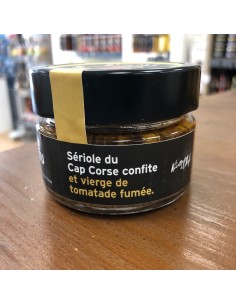 Sériole du
Cap Corse confite
et vierge de
tomatade fumée.